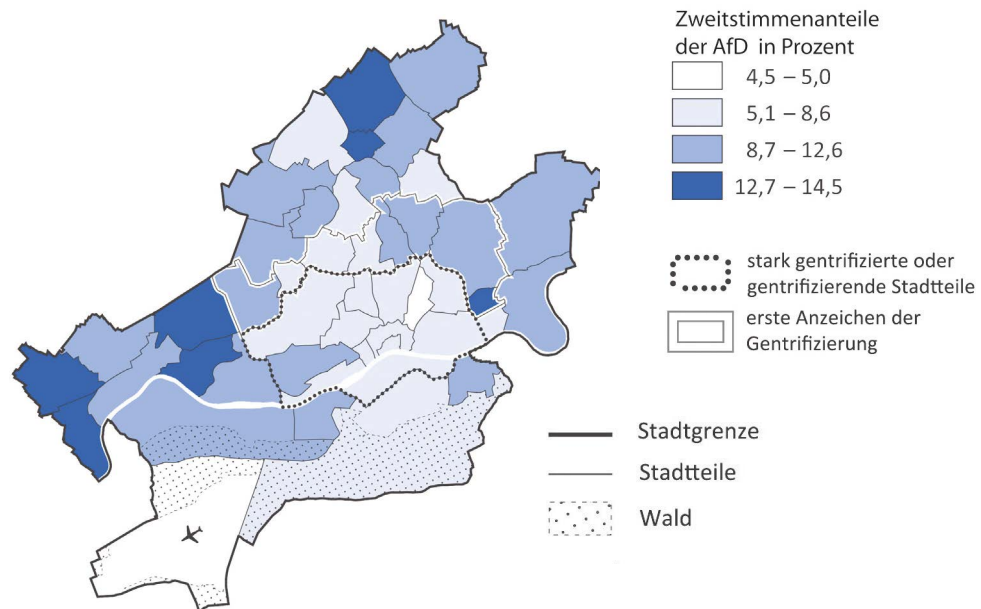 Zweitstimmenanteile
der AfD in Prozent
4,5 – 5,0
5,1 – 8,6
8,7 – 12,6
12,7 – 14,5
stark gentrifizierte oder
gentrifizierende Stadtteile
erste Anzeichen der
Gentrifizierung
Stadtgrenze
Stadtteile
Wald